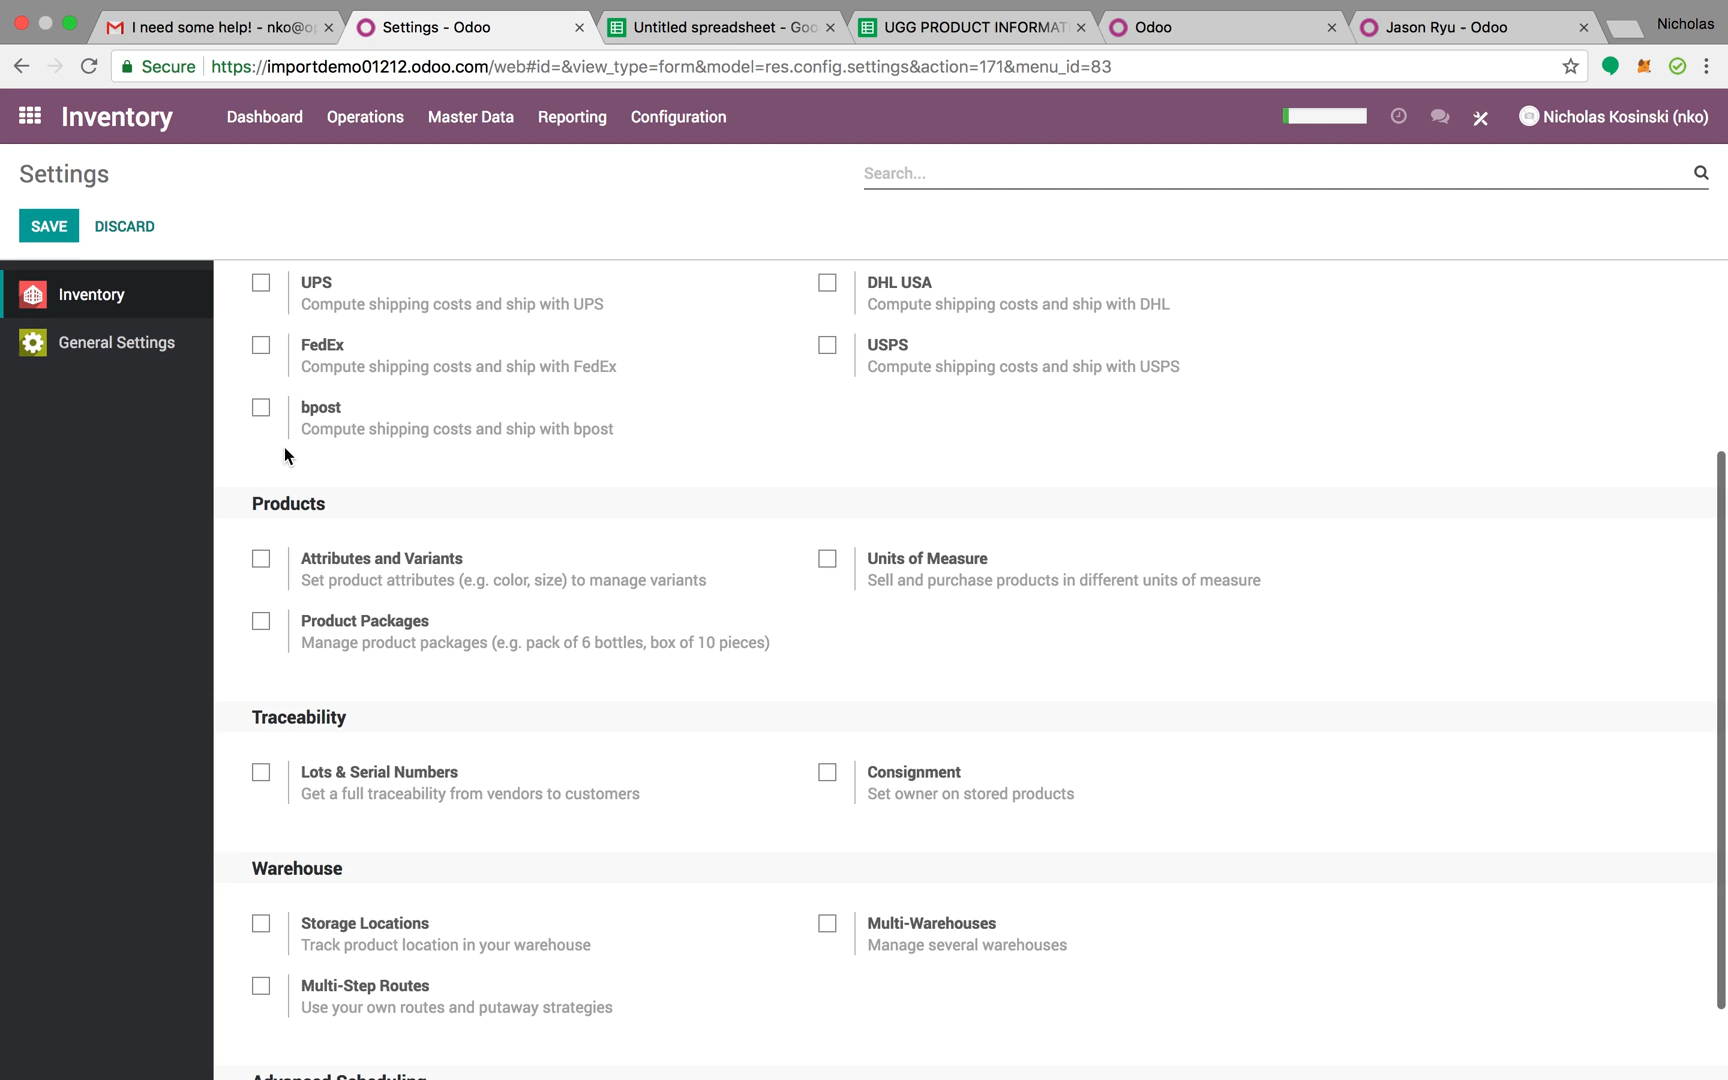 I need some help! - nko@o
Settings - Odoo
Untitled spreadsheet - Goo
UGG PRODUCT INFORMAT
Odoo
Jason Ryu - Odoo
Nicholas
Secure
https://importdemo01212.odoo.com/web#id=&view_type=form&model=res.config.settings&action=171&menu_id=83
Inventory
Dashboard
Operations
Master Data
Reporting
Configuration
Nicholas Kosinski (nko)
Settings
Search...
SAVE
DISCARD
Inventory
General Settings
UPS
Compute shipping costs and ship with UPS
DHL USA
Compute shipping costs and ship with DHL
FedEx
Compute shipping costs and ship with FedEx
USPS
Compute shipping costs and ship with USPS
bpost
Compute shipping costs and ship with bpost
Products
Attributes and Variants
Set product attributes (e.g. color, size) to manage variants
Units of Measure
Sell and purchase products in different units of measure
Product Packages
Manage product packages (e.g. pack of 6 bottles, box of 10 pieces)
Traceability
Lots & Serial Numbers
Get a full traceability from vendors to customers
Consignment
Set owner on stored products
Warehouse
Storage Locations
Track product location in your warehouse
Multi-Warehouses
Manage several warehouses
Multi-Step Routes
Use your own routes and putaway strategies
Advanced Scheduling